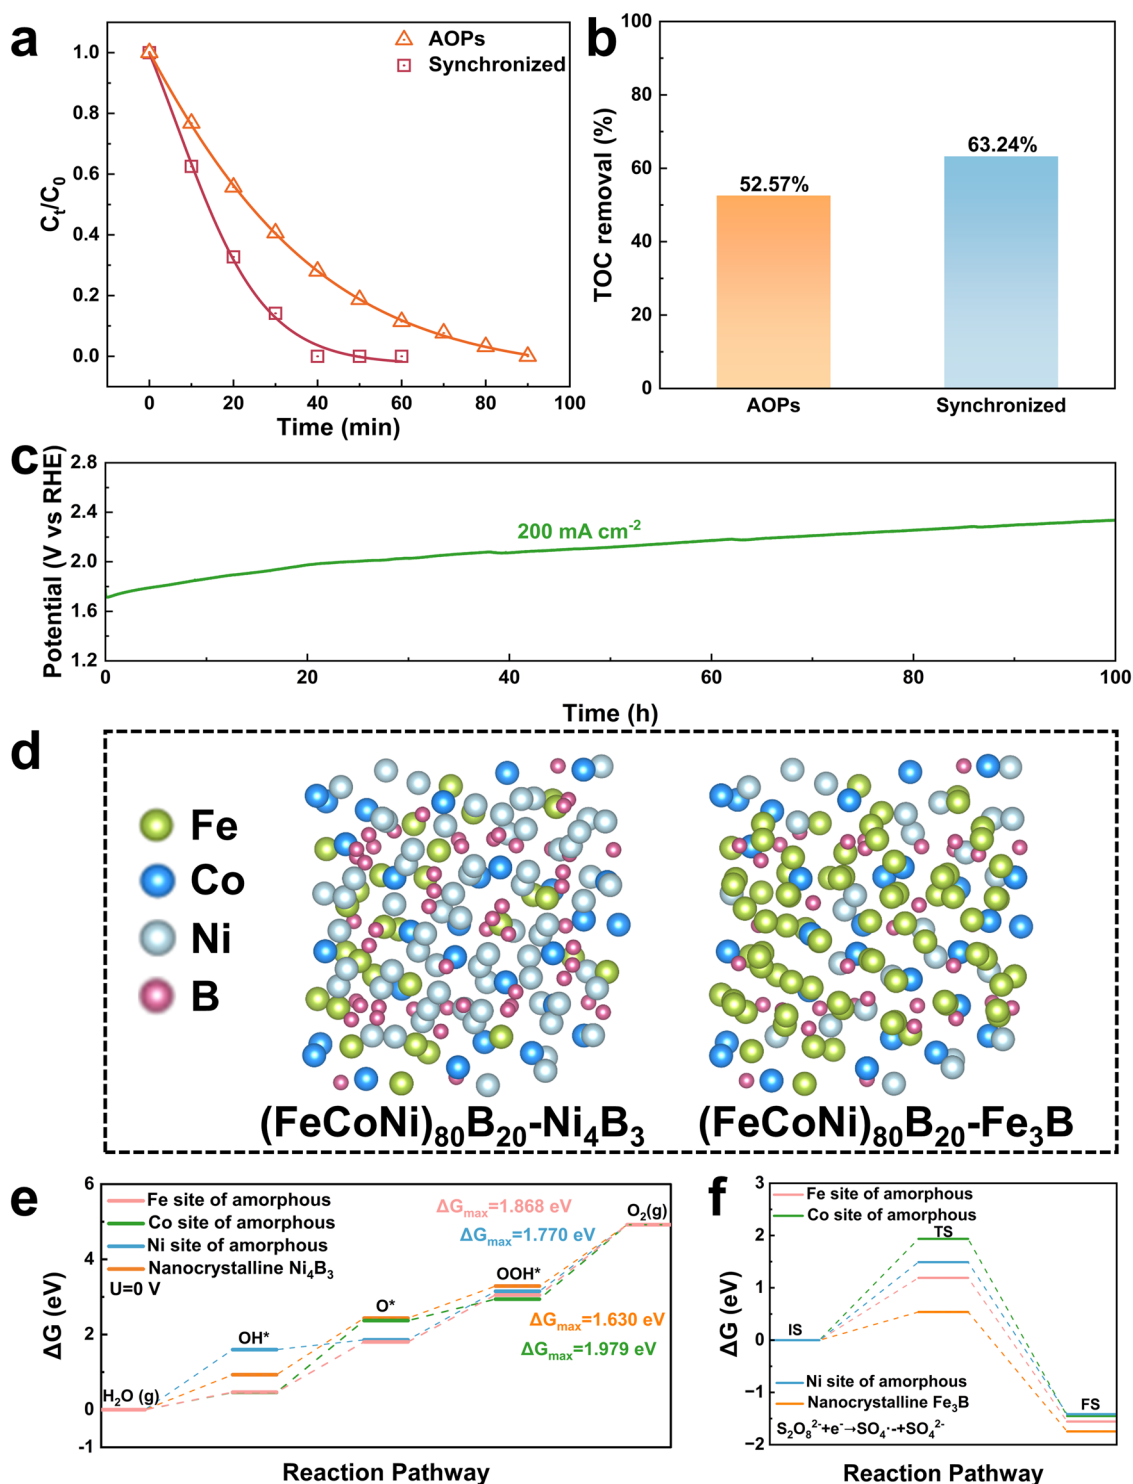 a
AOPs
Synchronized
1.0
0.8
0.6
0.4
0.2
0.0
Cₜ/C₀
0 20 40 60 80 100
Time (min)
b
100
80
60
40
20
0
TOC removal (%)
52.57%
63.24%
AOPs Synchronized
c
2.8
2.4
2.0
1.6
1.2
Potential (V vs RHE)
200 mA cm⁻²
0 20 40 60 80 100
Time (h)
d
Fe
Co
Ni
B
(FeCoNi)₈₀B₂₀-Ni₄B₃ (FeCoNi)₈₀B₂₀-Fe₃B
e
6
4
2
0
-1
ΔG (eV)
Fe site of amorphous
Co site of amorphous
Ni site of amorphous
Nanocrystalline Ni₄B₃
U=0 V
ΔGmax=1.868 eV
ΔGmax=1.770 eV
ΔGmax=1.630 eV
ΔGmax=1.979 eV
H₂O (g)
OH*
O*
OOH*
O₂(g)
Reaction Pathway
f
3
2
1
0
−1
−2
ΔG (eV)
Fe site of amorphous
Co site of amorphous
TS
IS
FS
Ni site of amorphous
Nanocrystalline Fe₃B
S₂O₈²⁻+e⁻→SO₄·-+SO₄²⁻
Reaction Pathway